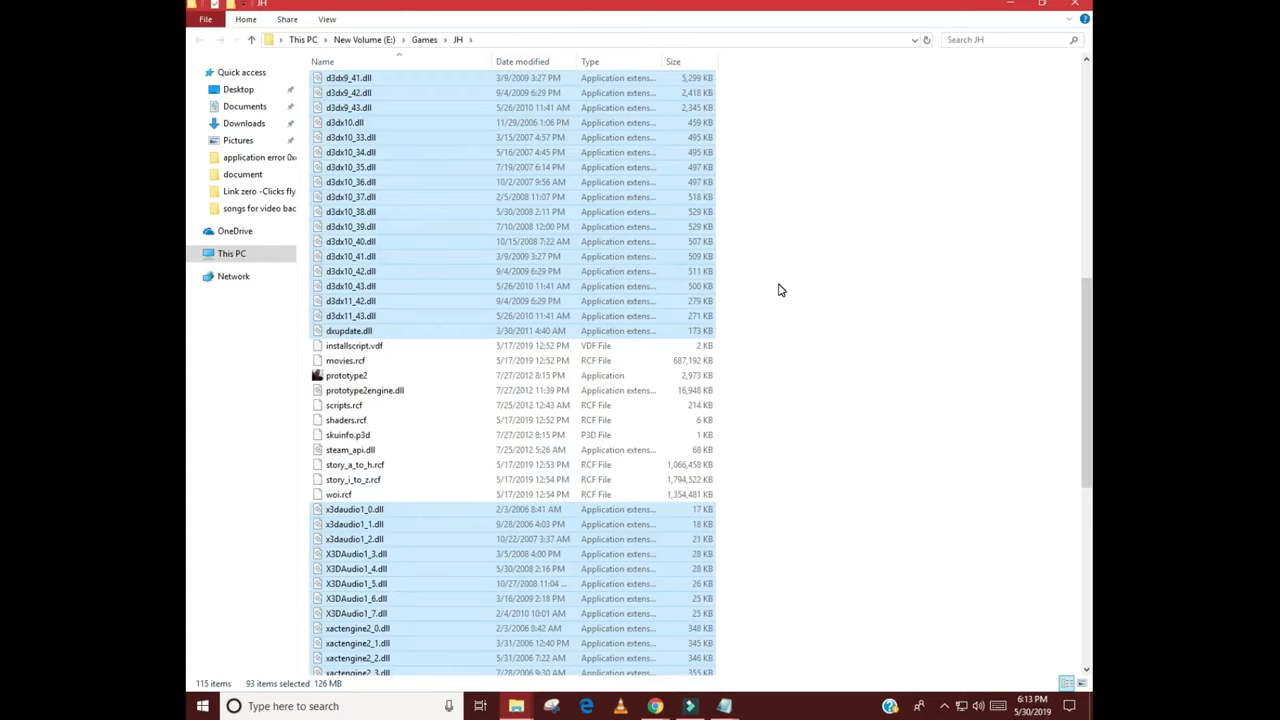 JH
File Home Share View
This PC New Volume (E:) Games JH Search JH
Name Date modified Type Size
Quick access
Desktop
Documents
Downloads
Pictures
application error 0x
document
Link zero -Clicks fly
songs for video bac
OneDrive
This PC
Network
d3dx9_41.dll 3/9/2009 3:27 PM Application extens... 5,299 KB
d3dx9_42.dll 9/4/2009 6:29 PM Application extens... 2,418 KB
d3dx9_43.dll 5/26/2010 11:41 AM Application extens... 2,345 KB
d3dx10.dll 11/29/2006 1:06 PM Application extens... 459 KB
d3dx10_33.dll 3/15/2007 4:57 PM Application extens... 495 KB
d3dx10_34.dll 5/16/2007 4:45 PM Application extens... 495 KB
d3dx10_35.dll 7/19/2007 6:14 PM Application extens... 497 KB
d3dx10_36.dll 10/2/2007 9:56 AM Application extens... 497 KB
d3dx10_37.dll 2/5/2008 11:07 PM Application extens... 518 KB
d3dx10_38.dll 5/30/2008 2:11 PM Application extens... 529 KB
d3dx10_39.dll 7/10/2008 12:00 PM Application extens... 529 KB
d3dx10_40.dll 10/15/2008 7:22 AM Application extens... 507 KB
d3dx10_41.dll 3/9/2009 3:27 PM Application extens... 509 KB
d3dx10_42.dll 9/4/2009 6:29 PM Application extens... 511 KB
d3dx10_43.dll 5/26/2010 11:41 AM Application extens... 500 KB
d3dx11_42.dll 9/4/2009 6:29 PM Application extens... 279 KB
d3dx11_43.dll 5/26/2010 11:41 AM Application extens... 271 KB
dxupdate.dll 3/30/2011 4:40 AM Application extens... 173 KB
installscript.vdf 5/17/2019 12:52 PM VDF File 2 KB
movies.rcf 5/17/2019 12:52 PM RCF File 687,192 KB
prototype2 7/27/2012 8:15 PM Application 2,973 KB
prototype2engine.dll 7/27/2012 11:39 PM Application extens... 16,948 KB
scripts.rcf 7/25/2012 12:43 AM RCF File 214 KB
shaders.rcf 5/17/2019 12:52 PM RCF File 6 KB
skuinfo.p3d 7/27/2012 8:15 PM P3D File 1 KB
steam_api.dll 7/25/2012 5:26 AM Application extens... 68 KB
story_a_to_h.rcf 5/17/2019 12:53 PM RCF File 1,066,458 KB
story_i_to_z.rcf 5/17/2019 12:54 PM RCF File 1,794,522 KB
woi.rcf 5/17/2019 12:54 PM RCF File 1,354,481 KB
x3daudio1_0.dll 2/3/2006 8:41 AM Application extens... 17 KB
x3daudio1_1.dll 9/28/2006 4:03 PM Application extens... 18 KB
x3daudio1_2.dll 10/22/2007 3:37 AM Application extens... 21 KB
X3DAudio1_3.dll 3/5/2008 4:00 PM Application extens... 28 KB
X3DAudio1_4.dll 5/30/2008 2:16 PM Application extens... 28 KB
X3DAudio1_5.dll 10/27/2008 11:04 ... Application extens... 26 KB
X3DAudio1_6.dll 3/16/2009 2:18 PM Application extens... 25 KB
X3DAudio1_7.dll 2/4/2010 10:01 AM Application extens... 25 KB
xactengine2_0.dll 2/3/2006 8:42 AM Application extens... 348 KB
xactengine2_1.dll 3/31/2006 12:40 PM Application extens... 345 KB
xactengine2_2.dll 5/31/2006 7:22 AM Application extens... 346 KB
xactengine2_3.dll 7/28/2006 9:30 AM Application extens... 355 KB
115 items 93 items selected 126 MB
Type here to search
6:13 PM
5/30/2019